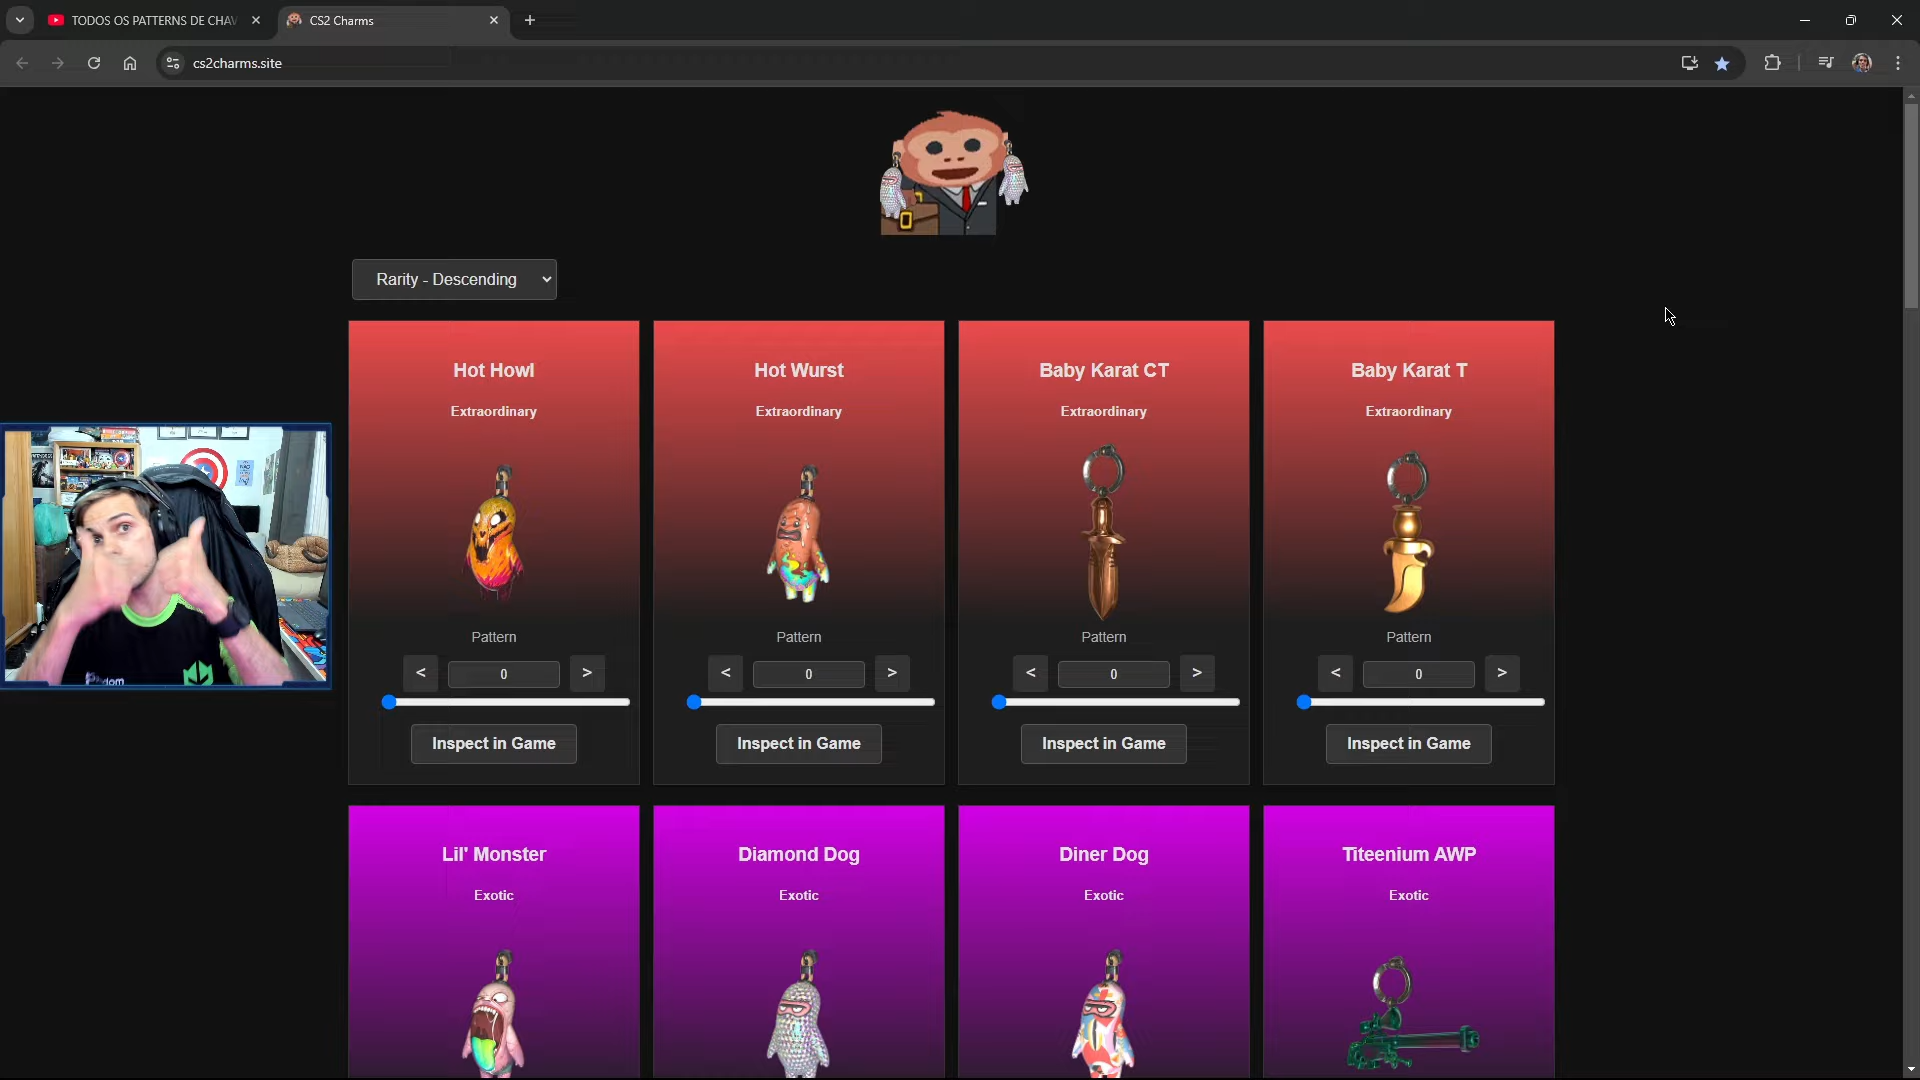 TODOS OS PATTERNS DE CHAV
CS2 Charms
cs2charms.site
Rarity - Descending
Hot Howl
Extraordinary
Pattern
<
0
>
Inspect in Game
Hot Wurst
Extraordinary
Pattern
<
0
>
Inspect in Game
Baby Karat CT
Extraordinary
Pattern
<
0
>
Inspect in Game
Baby Karat T
Extraordinary
Pattern
<
0
>
Inspect in Game
Lil' Monster
Exotic
Diamond Dog
Exotic
Diner Dog
Exotic
Titeenium AWP
Exotic